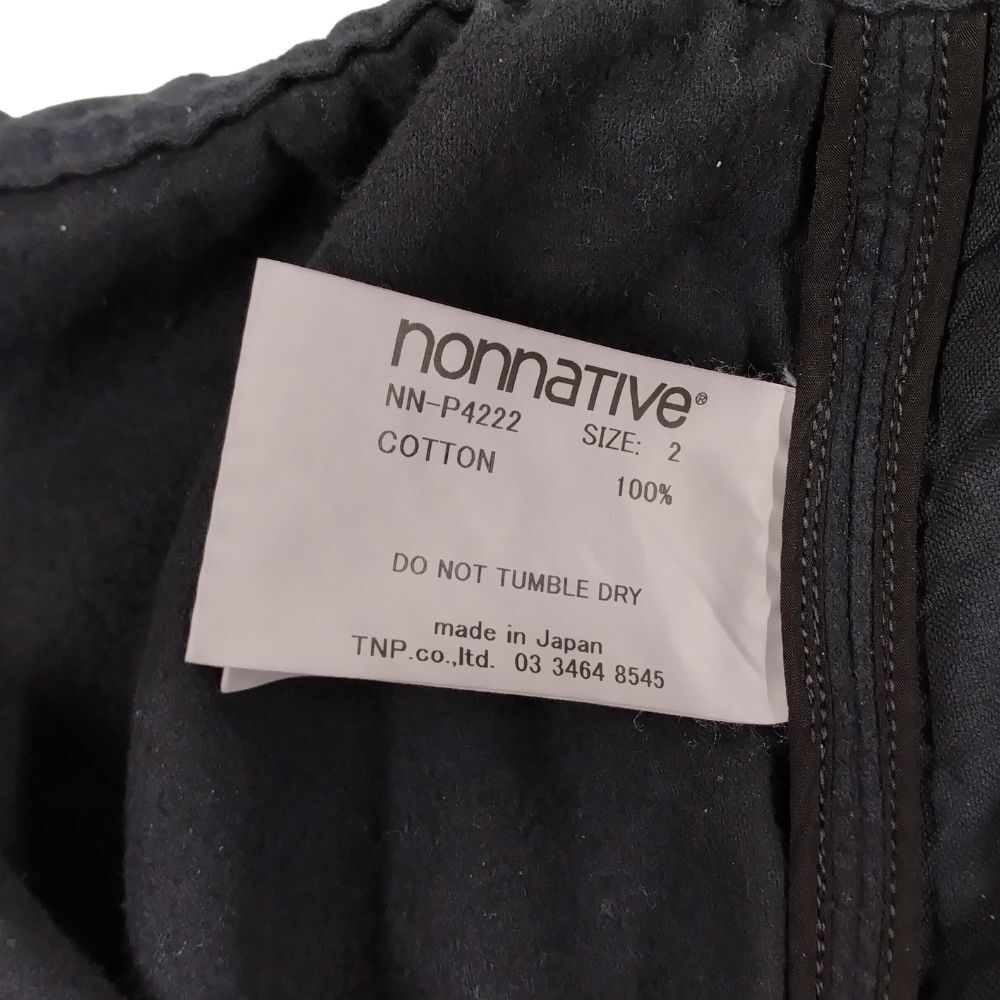 nonnaTIVe®
NN-P4222 SIZE: 2
COTTON 100%
DO NOT TUMBLE DRY
made in Japan
TNP.co.,ltd. 03 3464 8545